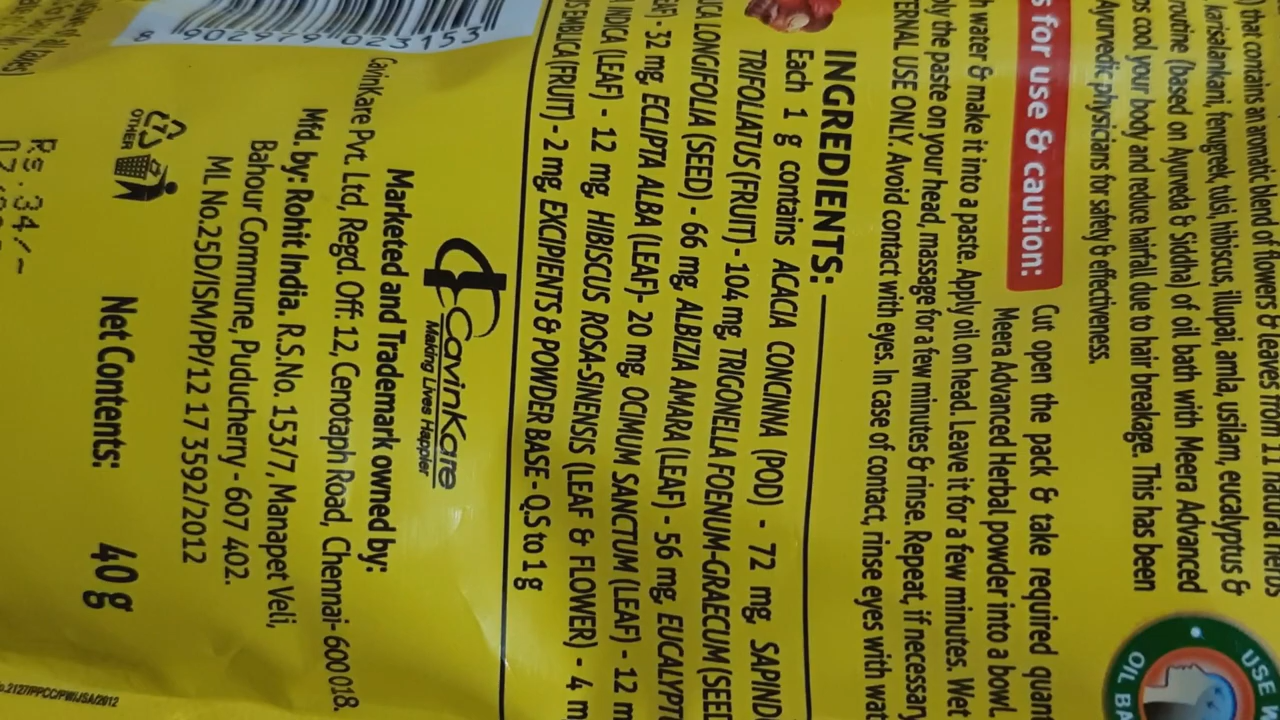 ) that contains an aromatic blend of flowers & leaves from 11 natural herbs
larisalankani, fenugreek, tulsi, hibiscus, illupai, amla, usilam, eucalyptus &
routine (based on Ayurveda & Siddha) of oil bath with Meera Advanced
ps cool your body and reduce hairfall due to hair breakage. This has been
Ayurvedic physicians for safety & effectiveness.
s for use & caution: Cut open the pack & take required quan
Meera Advanced Herbal powder into a bowl.
h water & make it into a paste. Apply oil on head. Leave it for a few minutes. Wet
ply the paste on your head, massage for a few minutes & rinse. Repeat, if necessary
ERNAL USE ONLY. Avoid contact with eyes. In case of contact, rinse eyes with wat
USE W
OIL BA
INGREDIENTS:
Each 1 g contains ACACIA CONCINNA (POD) - 72 mg, SAPIND
TRIFOLIATUS (FRUIT) - 104 mg, TRIGONELLA FOENUM-GRAECUM (SEED
UCA LONGIFOLIA (SEED) - 66 mg, ALBIZIA AMARA (LEAF) - 56 mg, EUCALYPT
ER) - 32 mg, ECLIPTA ALBA (LEAF)- 20 mg, OCIMUM SANCTUM (LEAF) - 12 m
INDICA (LEAF) - 12 mg, HIBISCUS ROSA-SINENSIS (LEAF & FLOWER) - 4 m
US EMBLICA (FRUIT) - 2 mg, EXCIPIENTS & POWDER BASE - Q.S to 1 g
CavinKare
Making Lives Happier
Marketed and Trademark owned by:
CavinKare Pvt. Ltd, Regd. Off: 12, Cenotaph Road, Chennai- 600 018.
Mfd. by: Rohit India. R.S.No. 153/7, Manapet Veli,
Bahour Commune, Puducherry - 607 402.
ML No.25D/ISM/PP/12 17 3592/2012
8 902979 023153
OTHER
Net Contents: 40 g
Rs.34/-